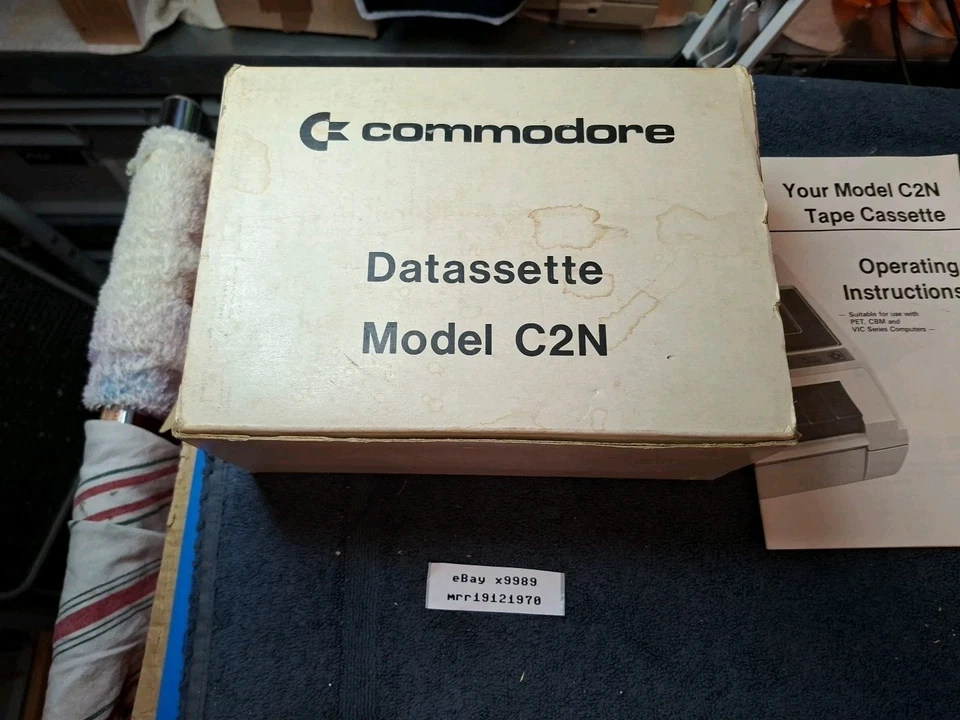 commodore
Datassette
Model C2N
Your Model C2N
Tape Cassette
Operating
Instructions
— Suitable for use with
PET, CBM and
VIC Series Computers —
eBay x9989
mrr19121970